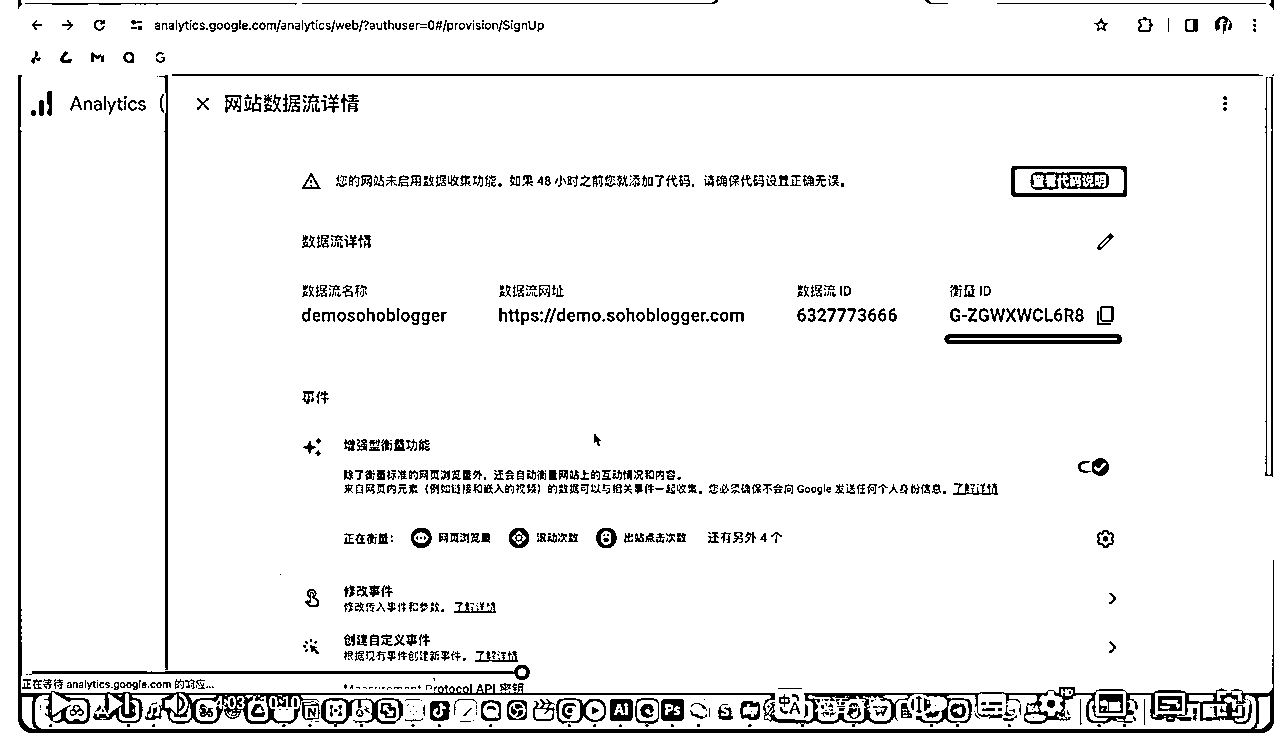 analytics.google.com/analytics/web/?authuser=0#/provision/SignUp
Analytics
网站数据流详情
您的网站未启用数据收集功能。如果 48 小时之前您就添加了代码，请确保代码设置正确无误。
查看代码说明
数据流详情
数据流名称 数据流网址 数据流 ID 衡量 ID
demosohoblogger https://demo.sohoblogger.com 6327773666 G-ZGWXWCL6R8
事件
增强型衡量功能
除了衡量标准的网页浏览量外，还会自动衡量网站上的互动情况和内容。
来自网页内元素（例如链接和嵌入的视频）的数据可以与相关事件一起收集。您必须确保不会向 Google 发送任何个人身份信息。了解详情
正在衡量： 网页浏览量 滚动次数 出站点击次数 还有另外 4 个
修改事件
修改传入事件和参数。了解详情
创建自定义事件
根据现有事件创建新事件。了解详情
Measurement Protocol API 密钥
正在等待 analytics.google.com 的响应...
4:03 / 10:10